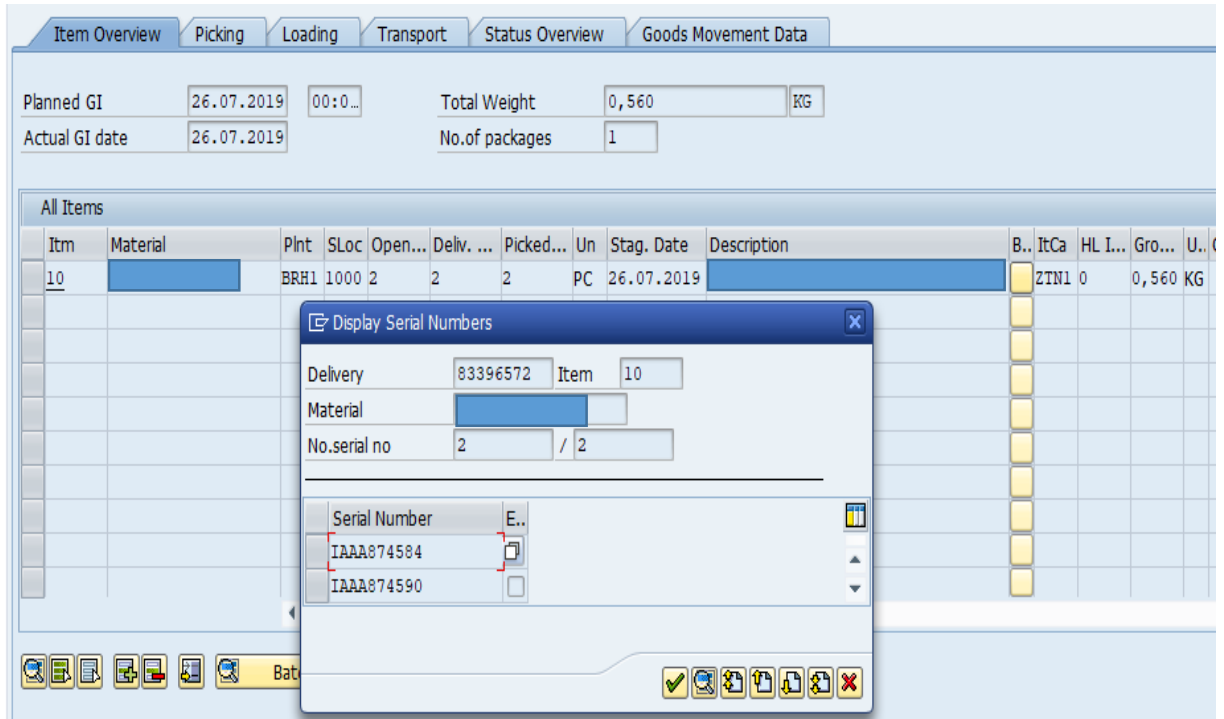 Item Overview Picking Loading Transport Status Overview Goods Movement Data
Planned GI 26.07.2019 00:0... Total Weight 0,560 KG
Actual GI date 26.07.2019 No.of packages 1
All Items
Itm Material Plnt SLoc Open... Deliv. ... Picked... Un Stag. Date Description B.. ItCa HL I... Gro... U..
10 BRH1 1000 2 2 2 PC 26.07.2019 ZTN1 0 0,560 KG
Display Serial Numbers
Delivery 83396572 Item 10
Material
No.serial no 2 / 2
Serial Number E..
IAAA874584
IAAA874590